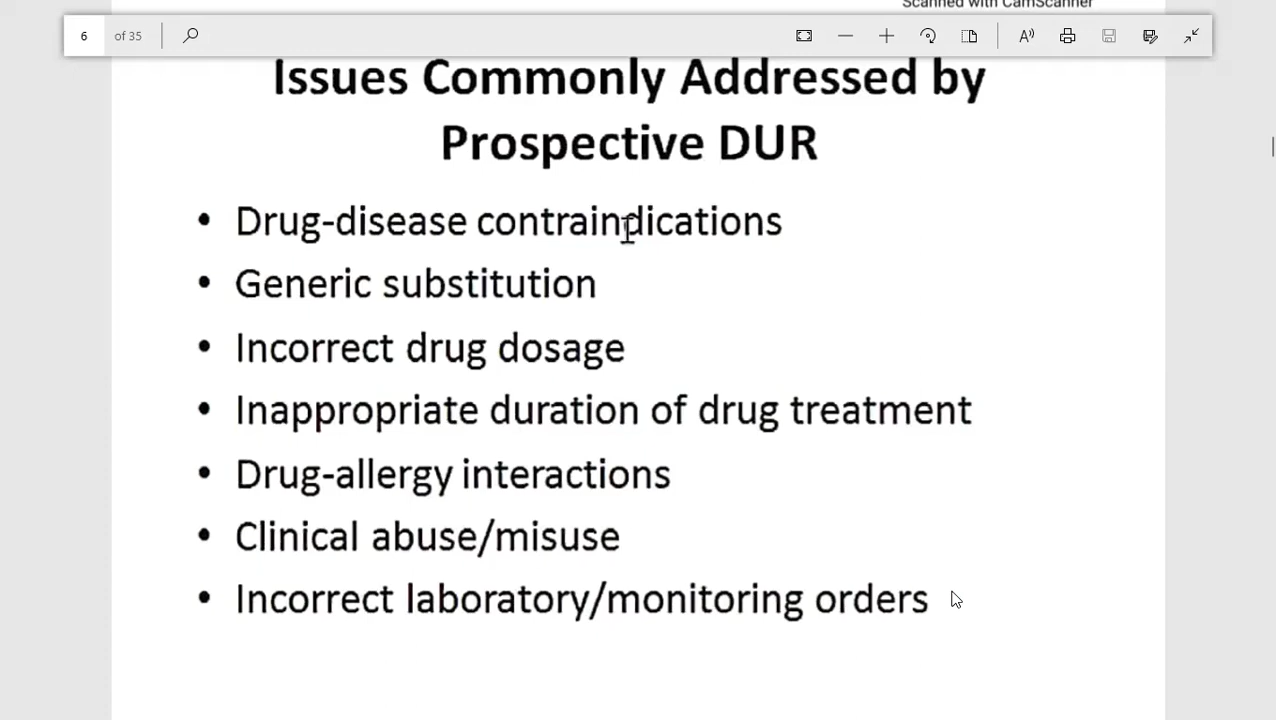 Scanned with CamScanner
6 of 35
Issues Commonly Addressed by
Prospective DUR
• Drug-disease contraindications
• Generic substitution
• Incorrect drug dosage
• Inappropriate duration of drug treatment
• Drug-allergy interactions
• Clinical abuse/misuse
• Incorrect laboratory/monitoring orders